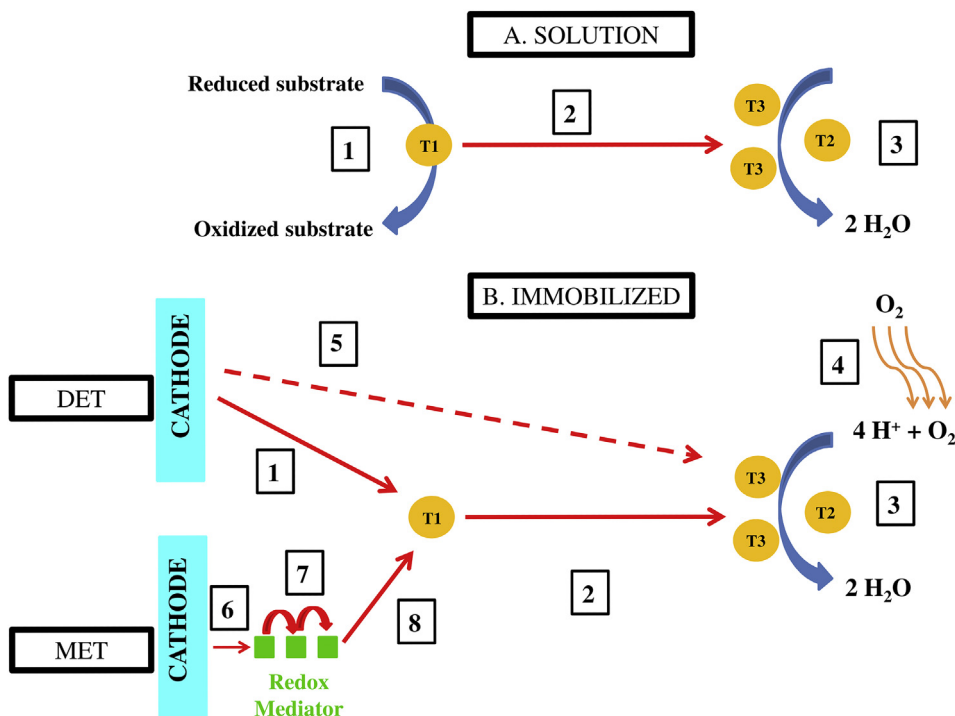 A. SOLUTION
Reduced substrate
1
T1
2
T3
T3
T2
3
Oxidized substrate
2 H₂O
B. IMMOBILIZED
CATHODE
DET
5
1
O₂
4
4 H⁺ + O₂
T1
T3
T3
T2
3
2
2 H₂O
CATHODE
MET
6
7
8
Redox
Mediator